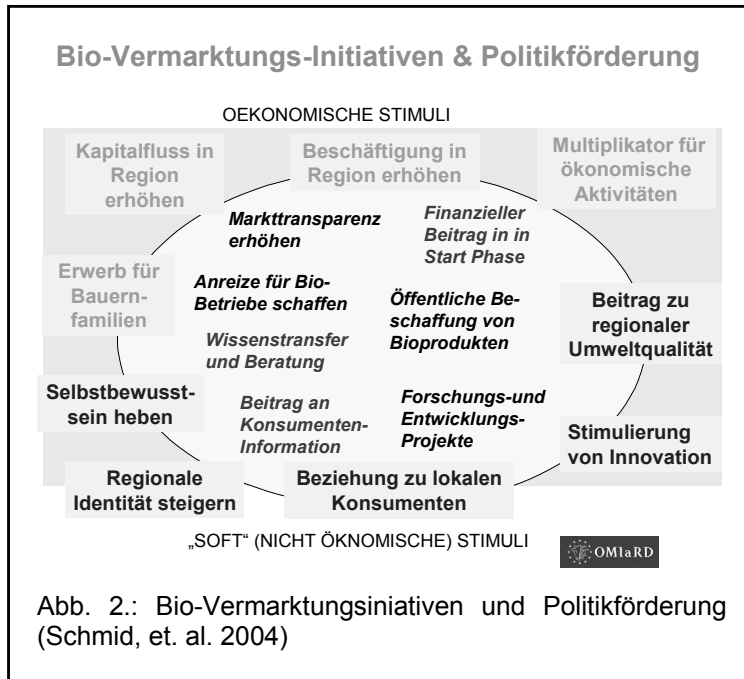 Bio-Vermarktungs-Initiativen & Politikförderung
OEKONOMISCHE STIMULI
Kapitalfluss in
Region
erhöhen
Beschäftigung in
Region erhöhen
Multiplikator für
ökonomische
Aktivitäten
Markttransparenz
erhöhen
Finanzieller
Beitrag in in
Start Phase
Erwerb für
Bauern-
familien
Anreize für Bio-
Betriebe schaffen
Öffentliche Be-
schaffung von
Bioprodukten
Beitrag zu
regionaler
Umweltqualität
Wissenstransfer
und Beratung
Selbstbewusst-
sein heben
Beitrag an
Konsumenten-
Information
Forschungs-und
Entwicklungs-
Projekte
Stimulierung
von Innovation
Regionale
Identität steigern
Beziehung zu lokalen
Konsumenten
„SOFT“ (NICHT ÖKNOMISCHE) STIMULI
OMIaRD
Abb. 2.: Bio-Vermarktungsiniativen und Politikförderung
(Schmid, et. al. 2004)